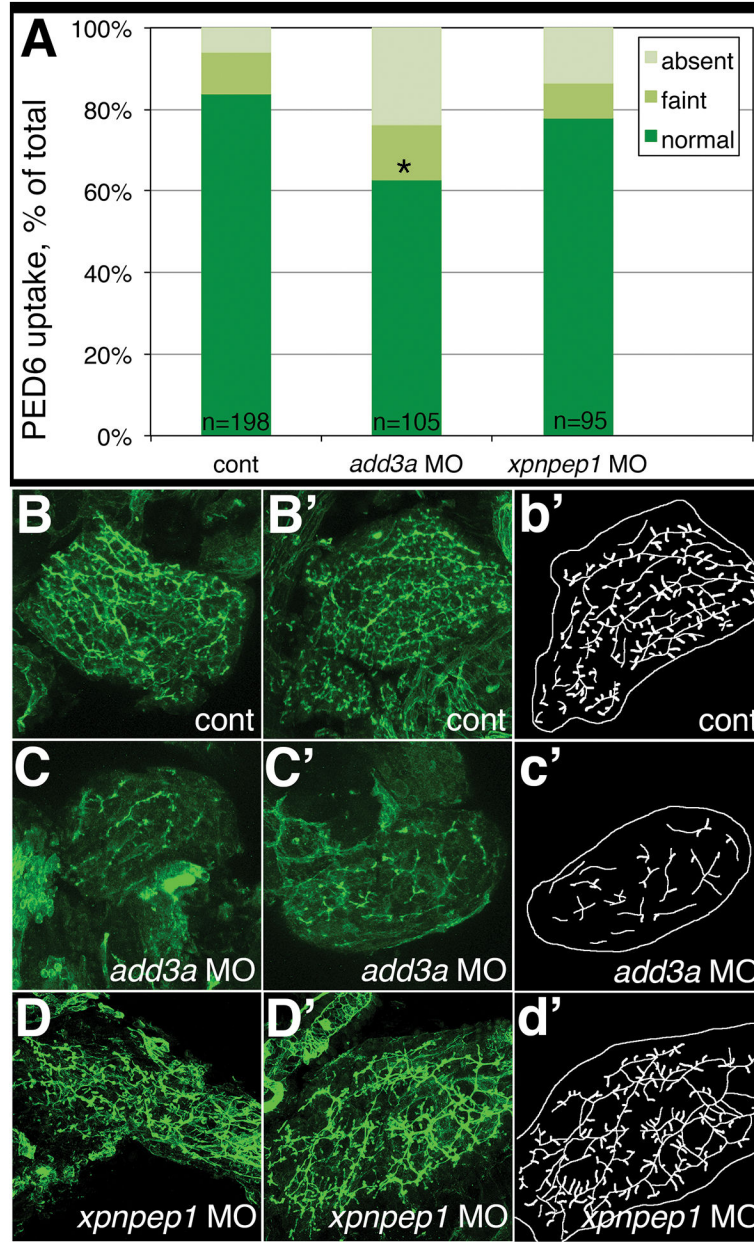 A
100%
80%
60%
40%
20%
0%
PED6 uptake, % of total
absent
faint
normal
*
n=198
n=105
n=95
cont
add3a MO
xpnpep1 MO
B
cont
B’
cont
b’
cont
C
add3a MO
C’
add3a MO
c’
add3a MO
D
xpnpep1 MO
D’
xpnpep1 MO
d’
xpnpep1 MO